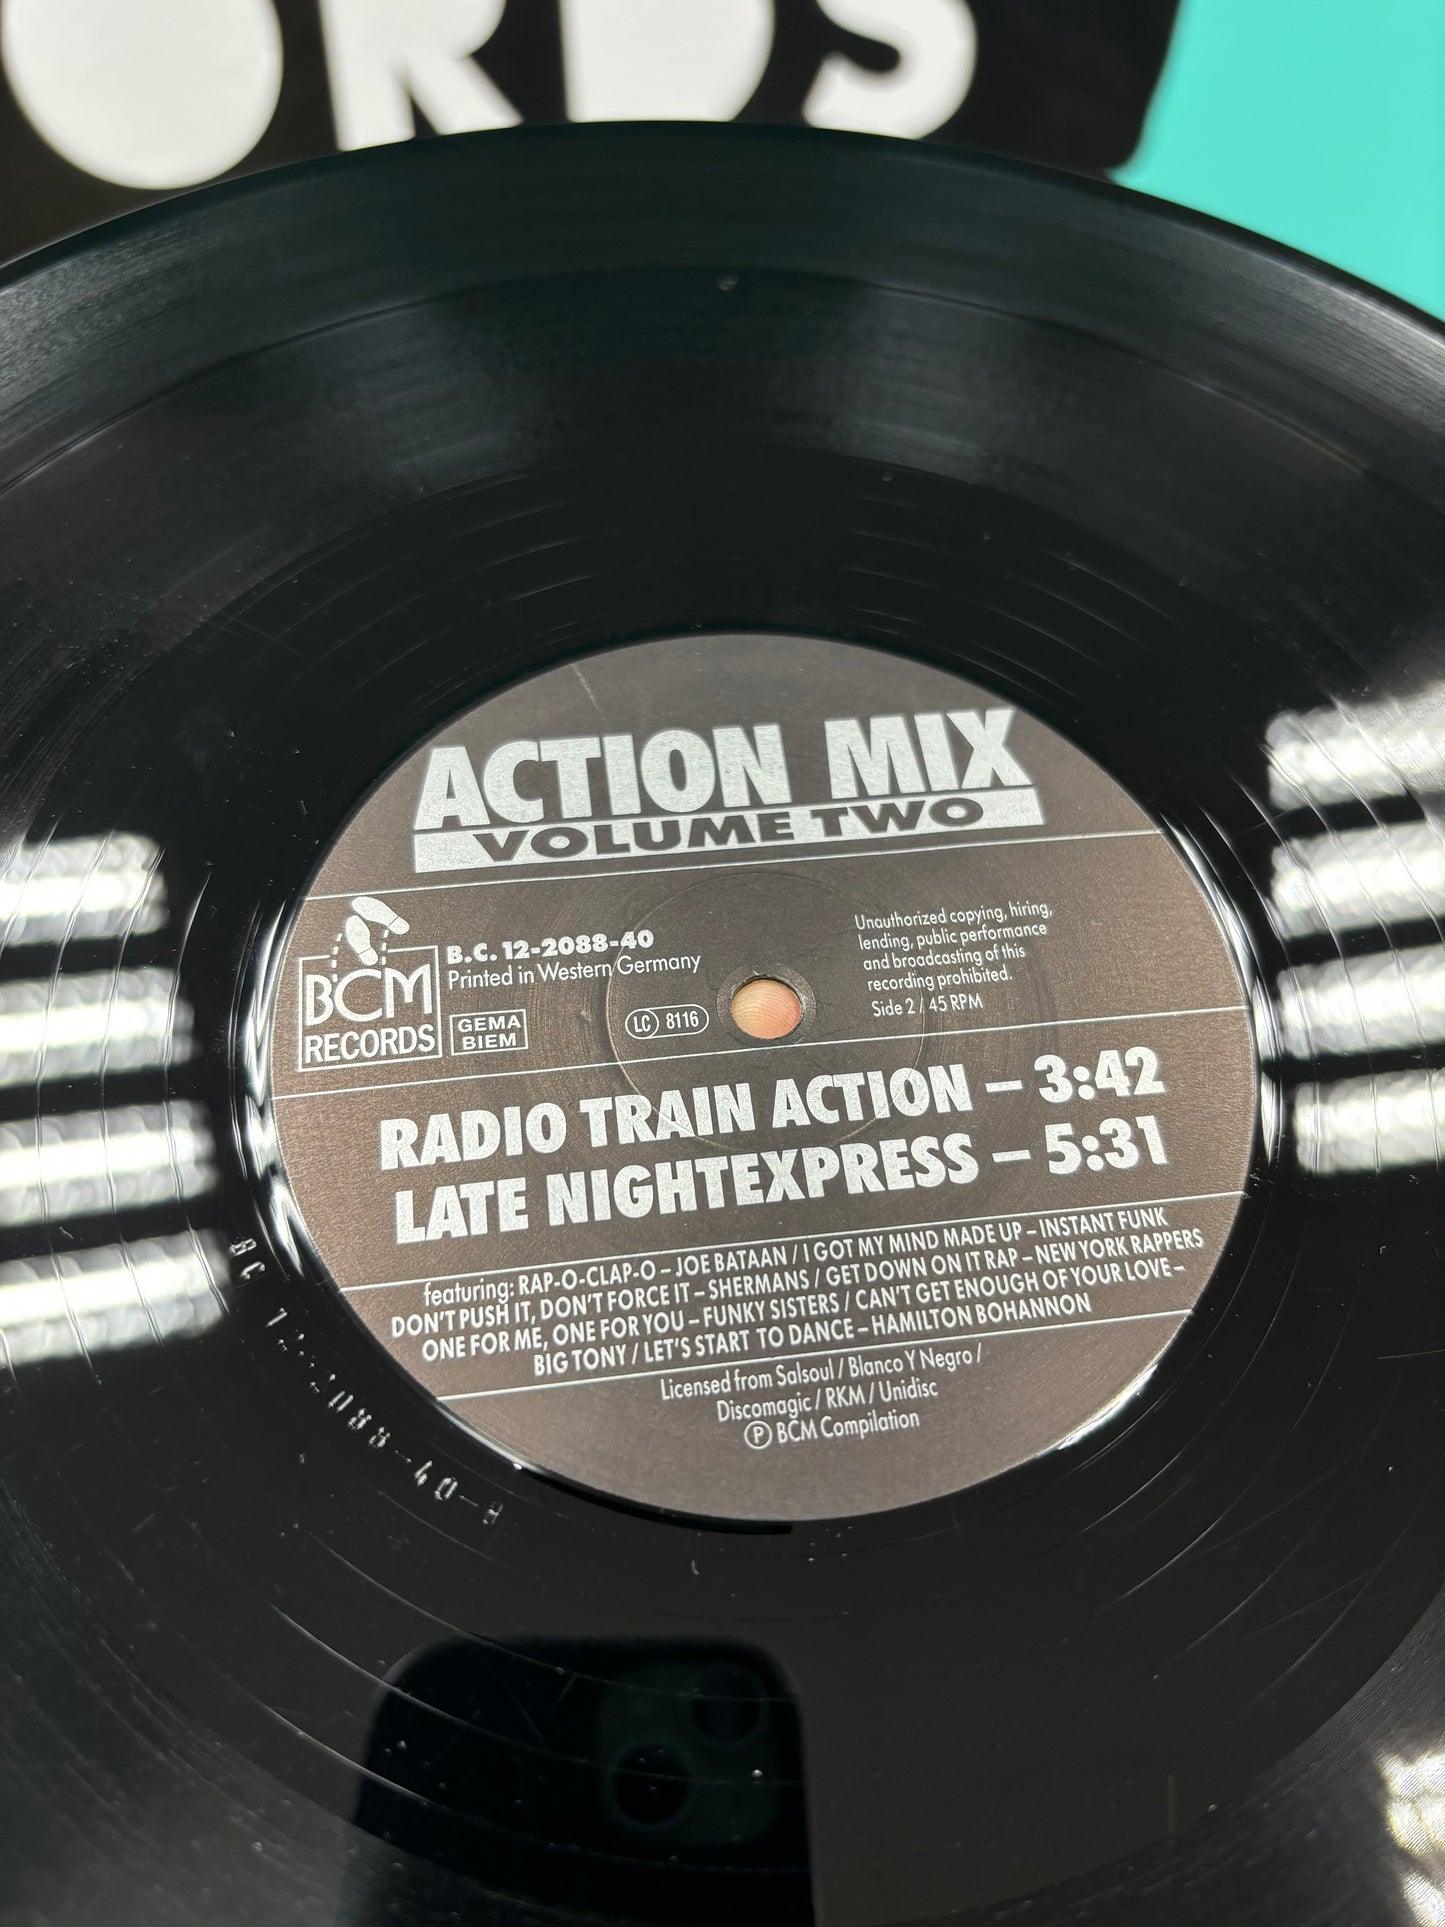 ORDS
ACTION MIX
VOLUME TWO
BCM
RECORDS
B.C. 12-2088-40
Printed in Western Germany
GEMA
BIEM
LC 8116
Unauthorized copying, hiring,
lending, public performance
and broadcasting of this
recording prohibited.
Side 2 / 45 RPM
RADIO TRAIN ACTION – 3:42
LATE NIGHTEXPRESS – 5:31
featuring: RAP-O-CLAP-O – JOE BATAAN / I GOT MY MIND MADE UP – INSTANT FUNK
DON'T PUSH IT, DON'T FORCE IT – SHERMANS / GET DOWN ON IT RAP – NEW YORK RAPPERS
ONE FOR ME, ONE FOR YOU – FUNKY SISTERS / CAN'T GET ENOUGH OF YOUR LOVE –
BIG TONY / LET'S START TO DANCE – HAMILTON BOHANNON
Licensed from Salsoul / Blanco Y Negro /
Discomagic / RKM / Unidisc
Ⓟ BCM Compilation